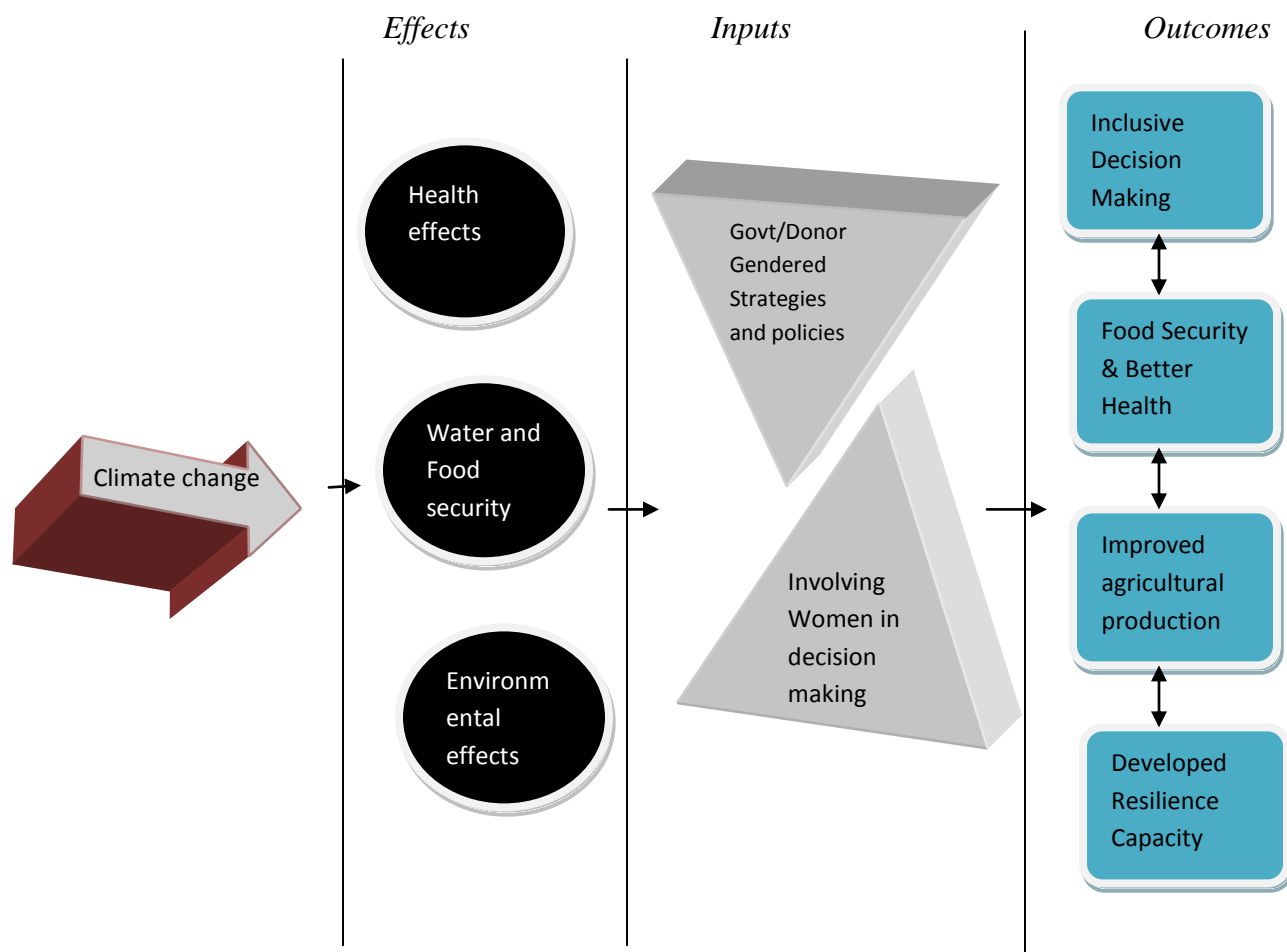 Effects
Inputs
Outcomes
Climate change
Health
effects
Water and
Food
security
Environm
ental
effects
Govt/Donor
Gendered
Strategies
and policies
Involving
Women in
decision
making
Inclusive
Decision
Making
Food Security
& Better
Health
Improved
agricultural
production
Developed
Resilience
Capacity